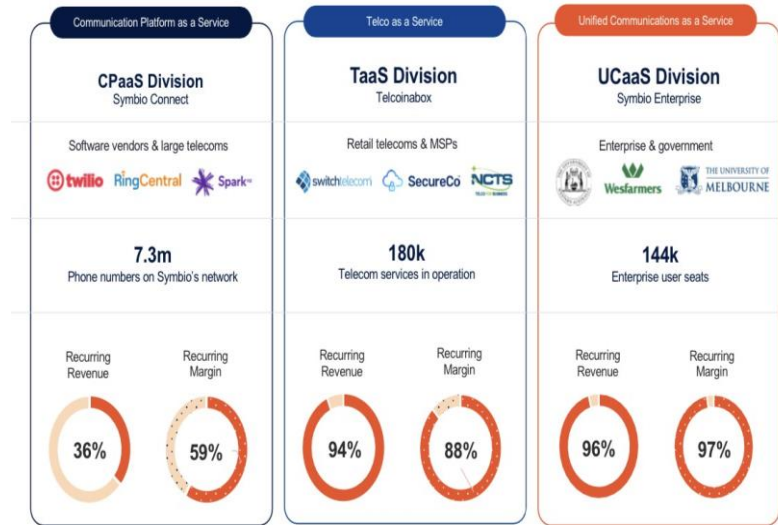 Communication Platform as a Service
Telco as a Service
Unified Communications as a Service
CPaaS Division
Symbio Connect
TaaS Division
Telcoinabox
UCaaS Division
Symbio Enterprise
Software vendors & large telecoms
Retail telecoms & MSPs
Enterprise & government
twilio
RingCentral
Spark
switchtelecom
SecureCo
NCTS
Wesfarmers
THE UNIVERSITY OF
MELBOURNE
7.3m
Phone numbers on Symbio's network
180k
Telecom services in operation
144k
Enterprise user seats
Recurring
Revenue
Recurring
Margin
Recurring
Revenue
Recurring
Margin
Recurring
Revenue
Recurring
Margin
36%
59%
94%
88%
96%
97%